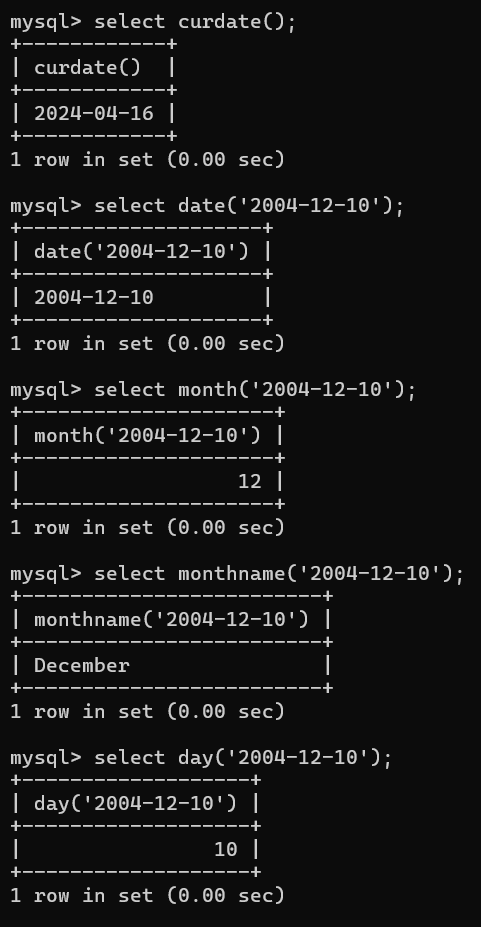 mysql> select curdate();
+------------+
| curdate()  |
+------------+
| 2024-04-16 |
+------------+
1 row in set (0.00 sec)

mysql> select date('2004-12-10');
+--------------------+
| date('2004-12-10') |
+--------------------+
| 2004-12-10         |
+--------------------+
1 row in set (0.00 sec)

mysql> select month('2004-12-10');
+---------------------+
| month('2004-12-10') |
+---------------------+
|                  12 |
+---------------------+
1 row in set (0.00 sec)

mysql> select monthname('2004-12-10');
+-------------------------+
| monthname('2004-12-10') |
+-------------------------+
| December                |
+-------------------------+
1 row in set (0.00 sec)

mysql> select day('2004-12-10');
+-------------------+
| day('2004-12-10') |
+-------------------+
|                10 |
+-------------------+
1 row in set (0.00 sec)